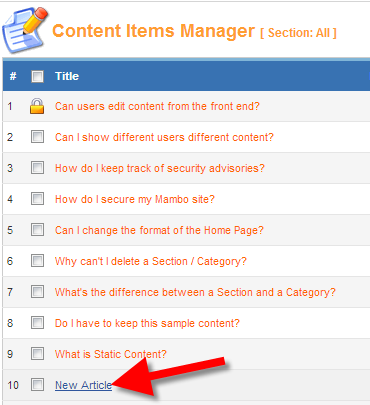 Content Items Manager [ Section: All ]
# Title
1 Can users edit content from the front end?
2 Can I show different users different content?
3 How do I keep track of security advisories?
4 How do I secure my Mambo site?
5 Can I change the format of the Home Page?
6 Why can't I delete a Section / Category?
7 What's the difference between a Section and a Category?
8 Do I have to keep this sample content?
9 What is Static Content?
10 New Article